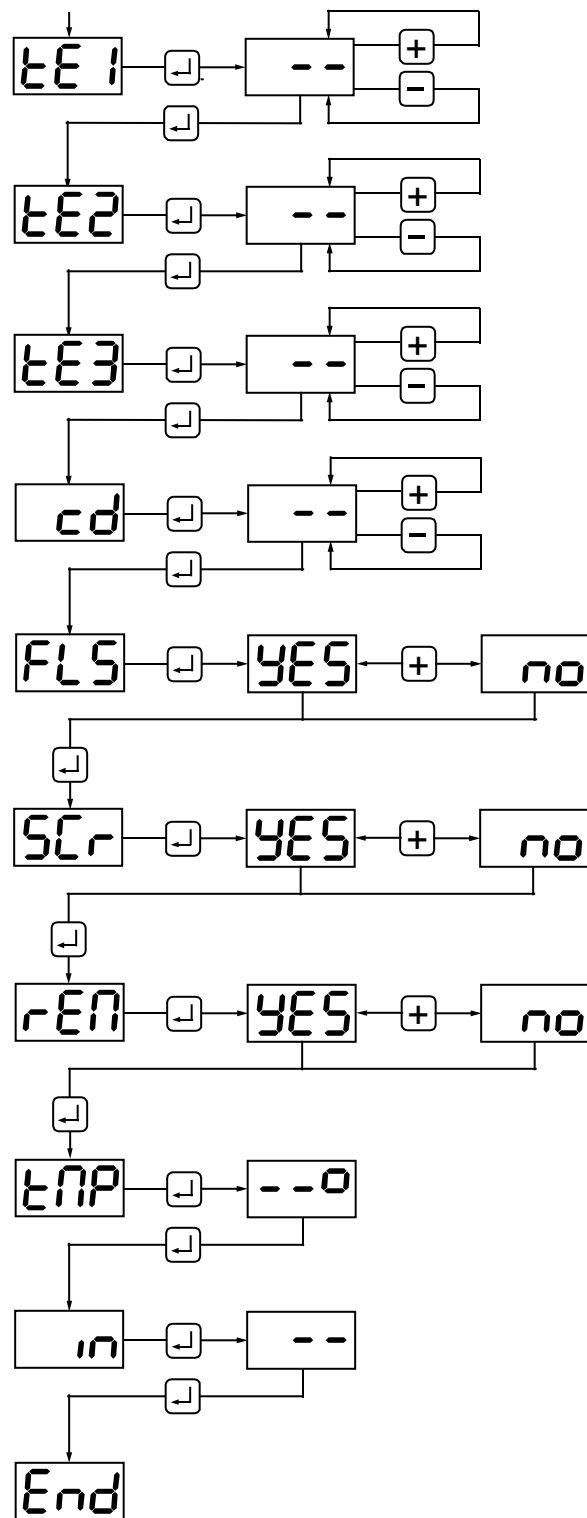 tE1 ↵ -- +
-
↵
tE2 ↵ -- +
-
↵
tE3 ↵ -- +
-
↵
cd ↵ -- +
-
↵
FLS ↵ YES + no
↵
SCr ↵ YES + no
↵
rEM ↵ YES + no
↵
tMP ↵ --°
↵
in ↵ --
↵
End